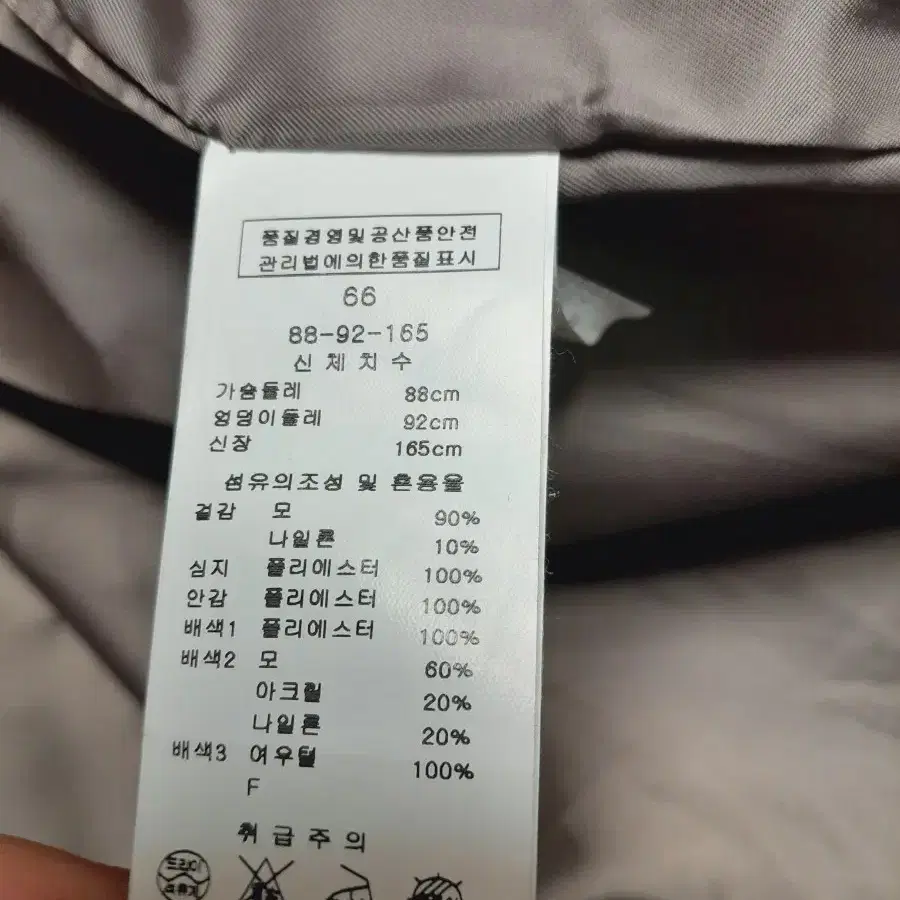 품질경영및공산품안전
관리법에의한품질표시
66
88-92-165
신체치수
가슴둘레 88cm
엉덩이둘레 92cm
신장 165cm
섬유의조성 및 혼용율
겉감 모 90%
나일론 10%
심지 폴리에스터 100%
안감 폴리에스터 100%
배색1 폴리에스터 100%
배색2 모 60%
아크릴 20%
나일론 20%
배색3 여우털 100%
F
취급주의
드라이